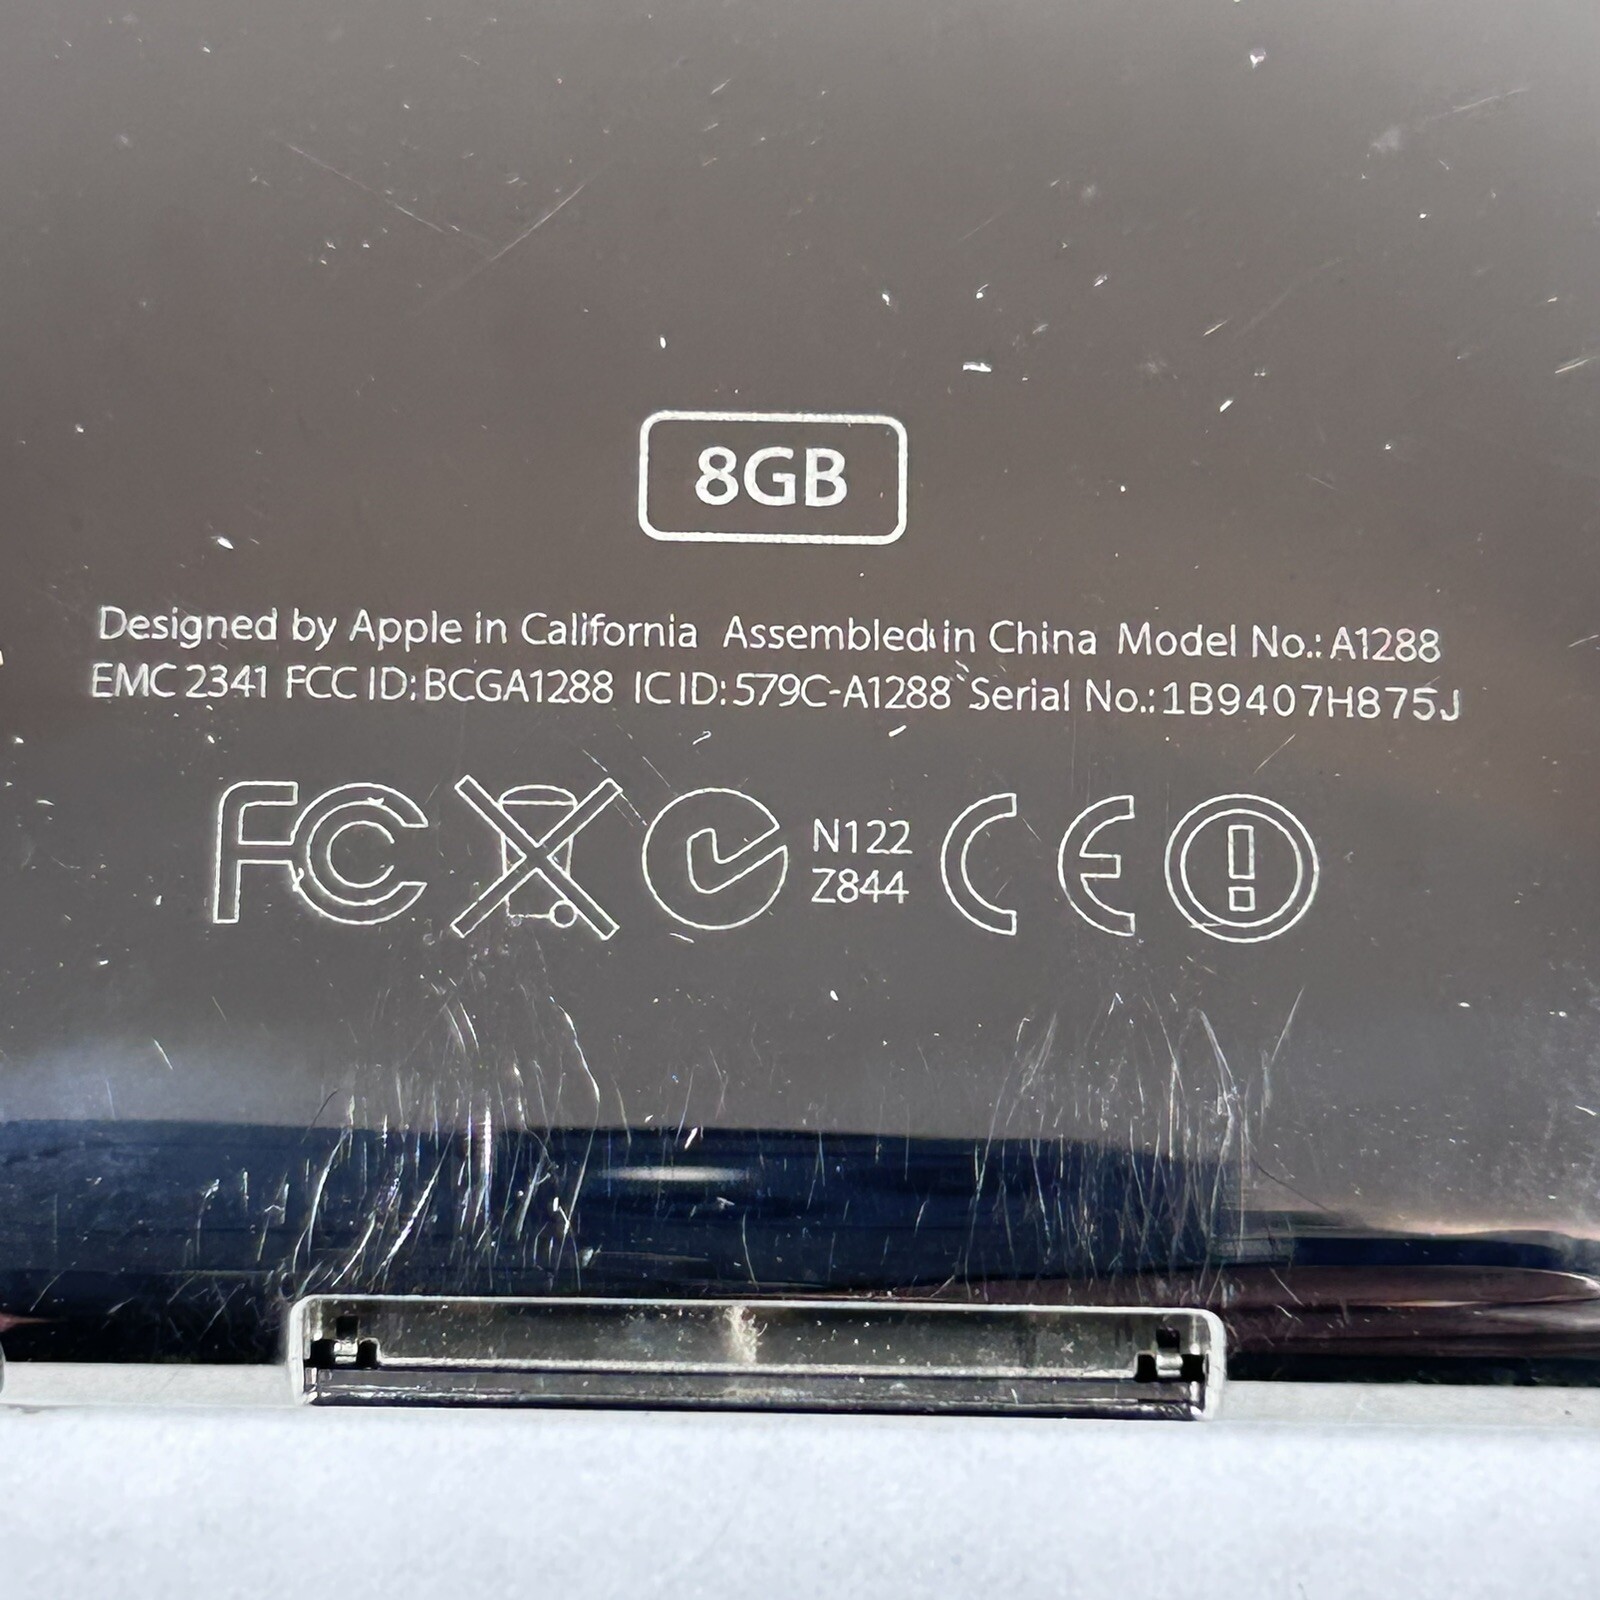 8GB
Designed by Apple in California Assembled in China Model No.: A1288
EMC 2341 FCC ID: BCGA1288 IC ID: 579C-A1288 Serial No.: 1B9407H875J
FC N122 CE
Z844